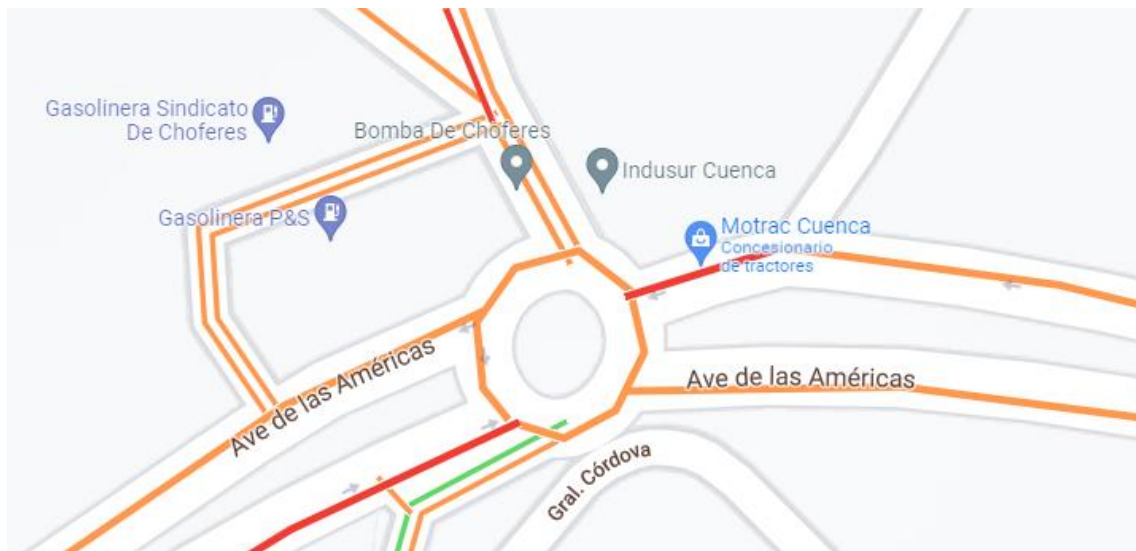 Gasolinera Sindicato
De Choferes
Bomba De Choferes
Indusur Cuenca
Gasolinera P&S
Motrac Cuenca
Concesionario
de tractores
Ave de las Américas
Ave de las Américas
Gral. Córdova